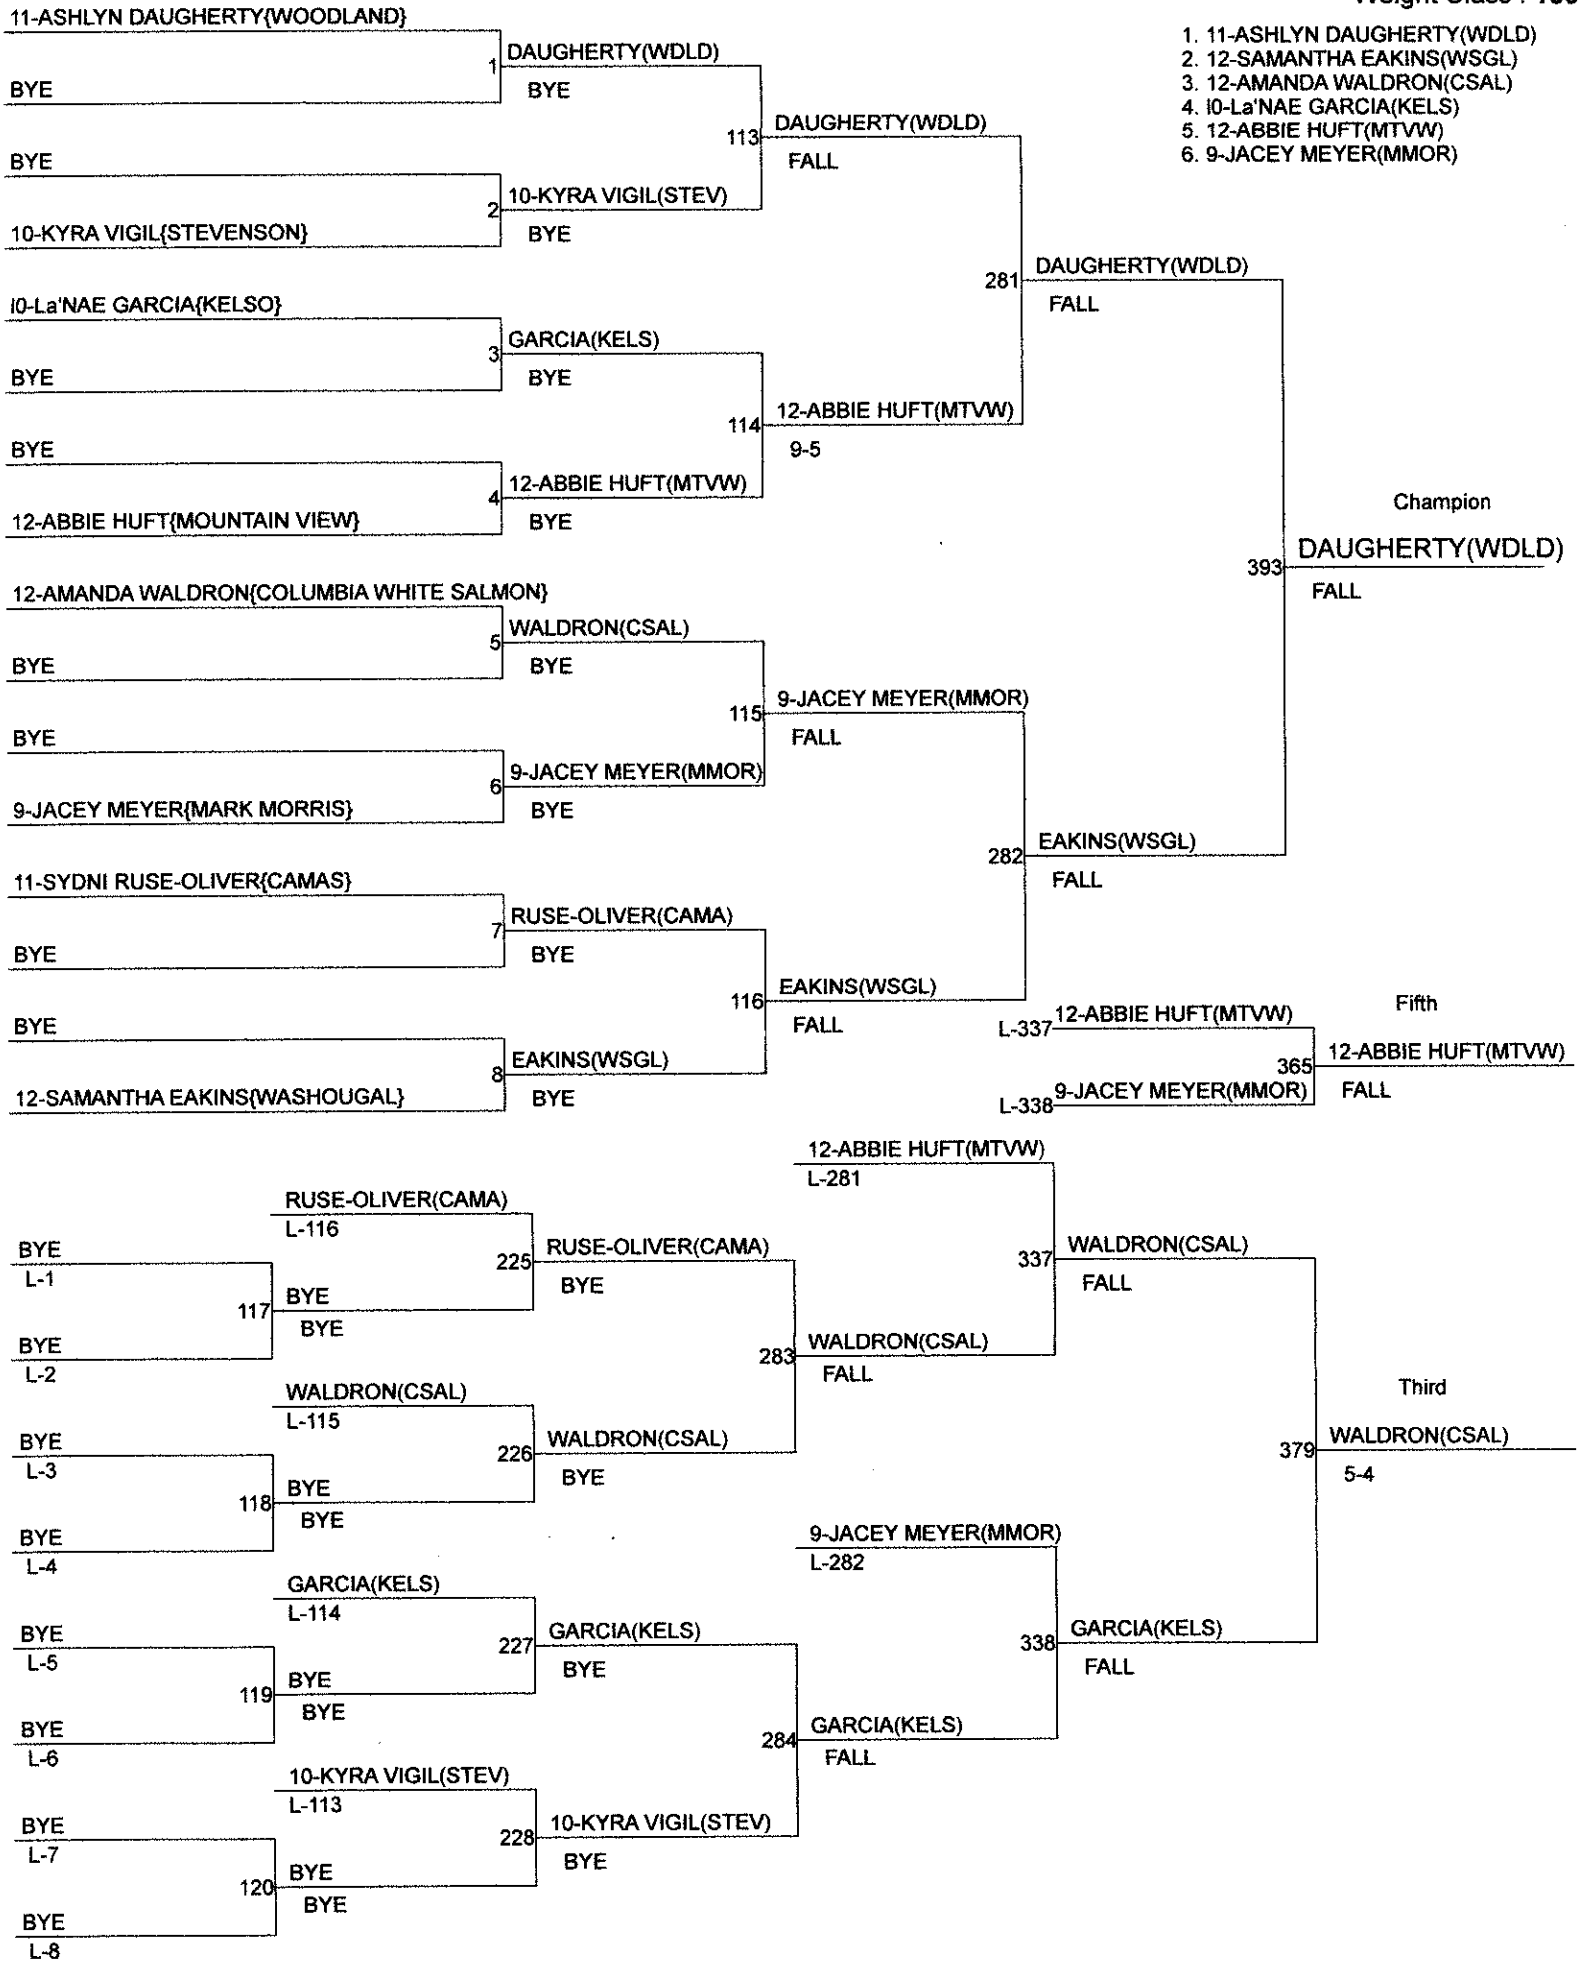 11-ASHLYN DAUGHERTY{WOODLAND}
1. 11-ASHLYN DAUGHERTY(WDLD)
2. 12-SAMANTHA EAKINS(WSGL)
3. 12-AMANDA WALDRON(CSAL)
4. I0-La'NAE GARCIA(KELS)
5. 12-ABBIE HUFT(MTVW)
6. 9-JACEY MEYER(MMOR)
1 DAUGHERTY(WDLD)
BYE
BYE
113 DAUGHERTY(WDLD)
FALL
BYE
2 10-KYRA VIGIL(STEV)
BYE
10-KYRA VIGIL{STEVENSON}
281 DAUGHERTY(WDLD)
FALL
I0-La'NAE GARCIA{KELSO}
3 GARCIA(KELS)
BYE
BYE
114 12-ABBIE HUFT(MTVW)
9-5
BYE
4 12-ABBIE HUFT(MTVW)
BYE
12-ABBIE HUFT{MOUNTAIN VIEW}
Champion
393 DAUGHERTY(WDLD)
FALL
12-AMANDA WALDRON{COLUMBIA WHITE SALMON}
5 WALDRON(CSAL)
BYE
BYE
115 9-JACEY MEYER(MMOR)
FALL
BYE
6 9-JACEY MEYER(MMOR)
BYE
9-JACEY MEYER{MARK MORRIS}
282 EAKINS(WSGL)
FALL
11-SYDNI RUSE-OLIVER{CAMAS}
7 RUSE-OLIVER(CAMA)
BYE
BYE
116 EAKINS(WSGL)
FALL
BYE
8 EAKINS(WSGL)
BYE
12-SAMANTHA EAKINS{WASHOUGAL}
Fifth
L-337 12-ABBIE HUFT(MTVW)
365 12-ABBIE HUFT(MTVW)
FALL
L-338 9-JACEY MEYER(MMOR)
12-ABBIE HUFT(MTVW)
L-281
RUSE-OLIVER(CAMA)
L-116
225 RUSE-OLIVER(CAMA)
BYE
337 WALDRON(CSAL)
FALL
BYE
L-1
117 BYE
BYE
BYE
L-2
283 WALDRON(CSAL)
FALL
WALDRON(CSAL)
L-115
Third
226 WALDRON(CSAL)
BYE
379 WALDRON(CSAL)
5-4
BYE
L-3
118 BYE
BYE
BYE
L-4
9-JACEY MEYER(MMOR)
L-282
GARCIA(KELS)
L-114
227 GARCIA(KELS)
BYE
338 GARCIA(KELS)
FALL
BYE
L-5
119 BYE
BYE
BYE
L-6
284 GARCIA(KELS)
FALL
10-KYRA VIGIL(STEV)
L-113
228 10-KYRA VIGIL(STEV)
BYE
BYE
L-7
120 BYE
BYE
BYE
L-8